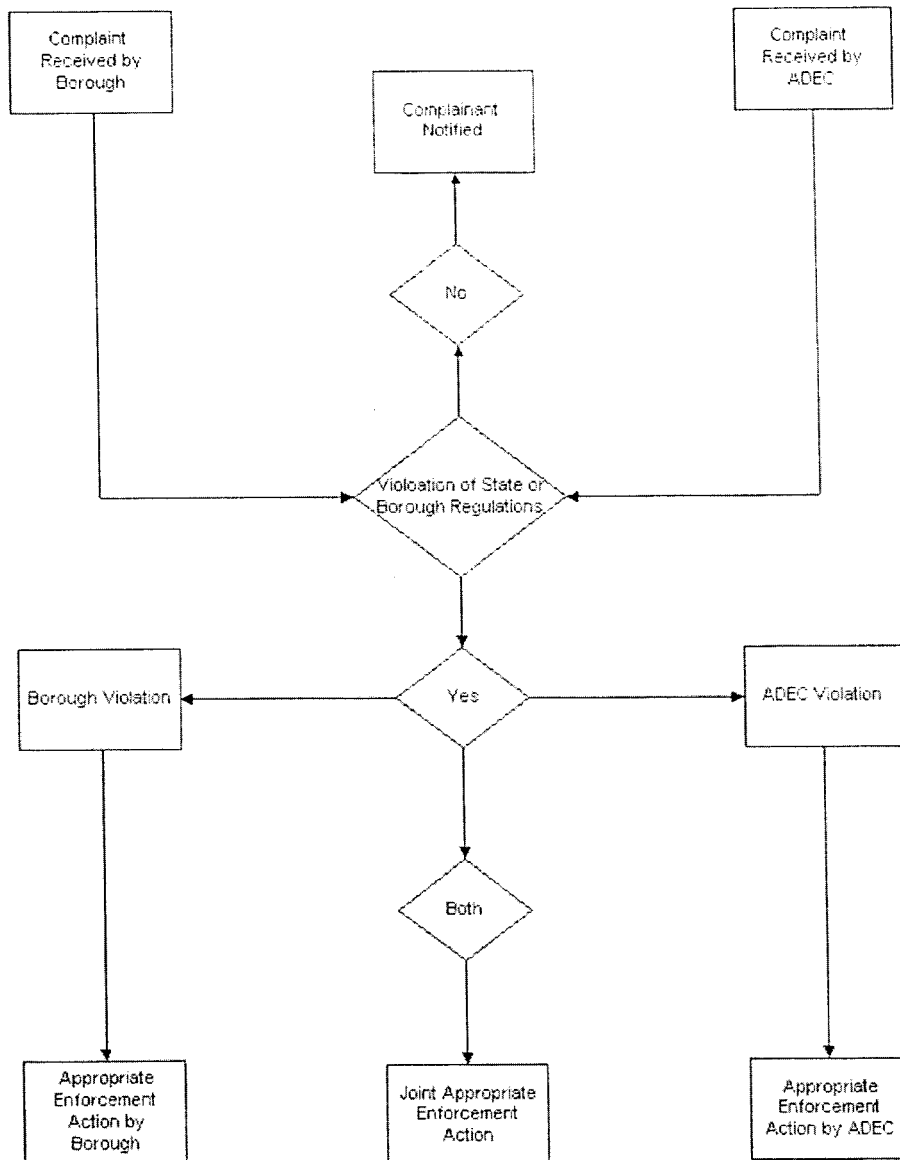 Complaint
Received by
Borough
Complaint
Received by
ADEC
Complainant
Notified
No
Violoation of State or
Borough Regulations
Borough Violation
Yes
ADEC Violation
Both
Appropriate
Enforcement
Action by
Borough
Joint Appropriate
Enforcement
Action
Appropriate
Enforcement
Action by ADEC